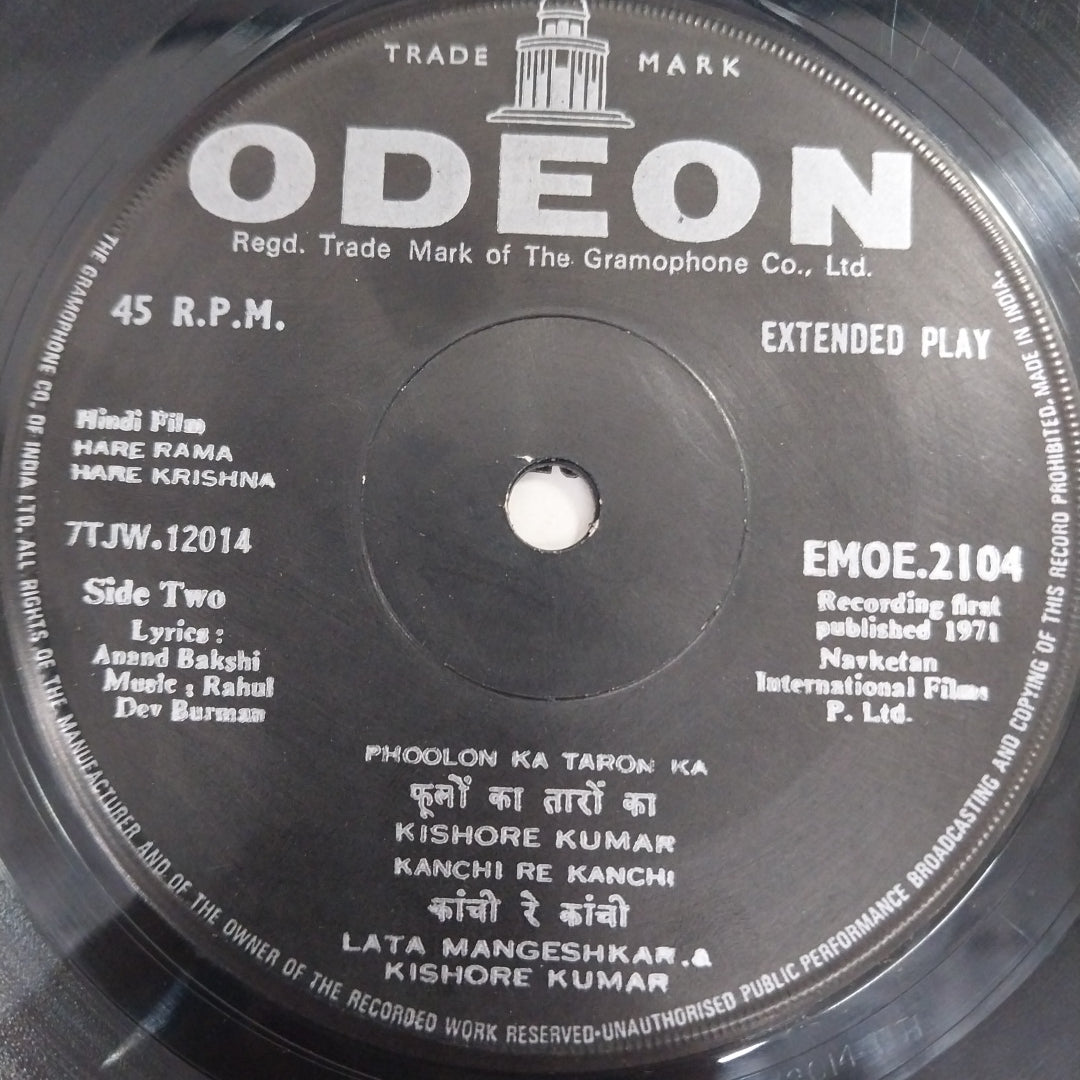 TRADE MARK
ODEON
Regd. Trade Mark of The Gramophone Co., Ltd.
45 R.P.M.
EXTENDED PLAY
Hindi Film
HARE RAMA
HARE KRISHNA
7TJW.12014
Side Two
Lyrics :
Anand Bakshi
Music : Rahul
Dev Burman
EMOE.2104
Recording first
published 1971
Navketan
International Films
P. Ltd.
PHOOLON KA TARON KA
फूलों का तारों का
KISHORE KUMAR
KANCHI RE KANCHI
कांची रे कांची
LATA MANGESHKAR.&
KISHORE KUMAR
THE GRAMOPHONE CO. OF INDIA LTD. ALL RIGHTS OF THE MANUFACTURER AND OF THE OWNER OF THE RECORDED WORK RESERVED-UNAUTHORISED PUBLIC PERFORMANCE BROADCASTING AND COPYING OF THIS RECORD PROHIBITED. MADE IN INDIA.